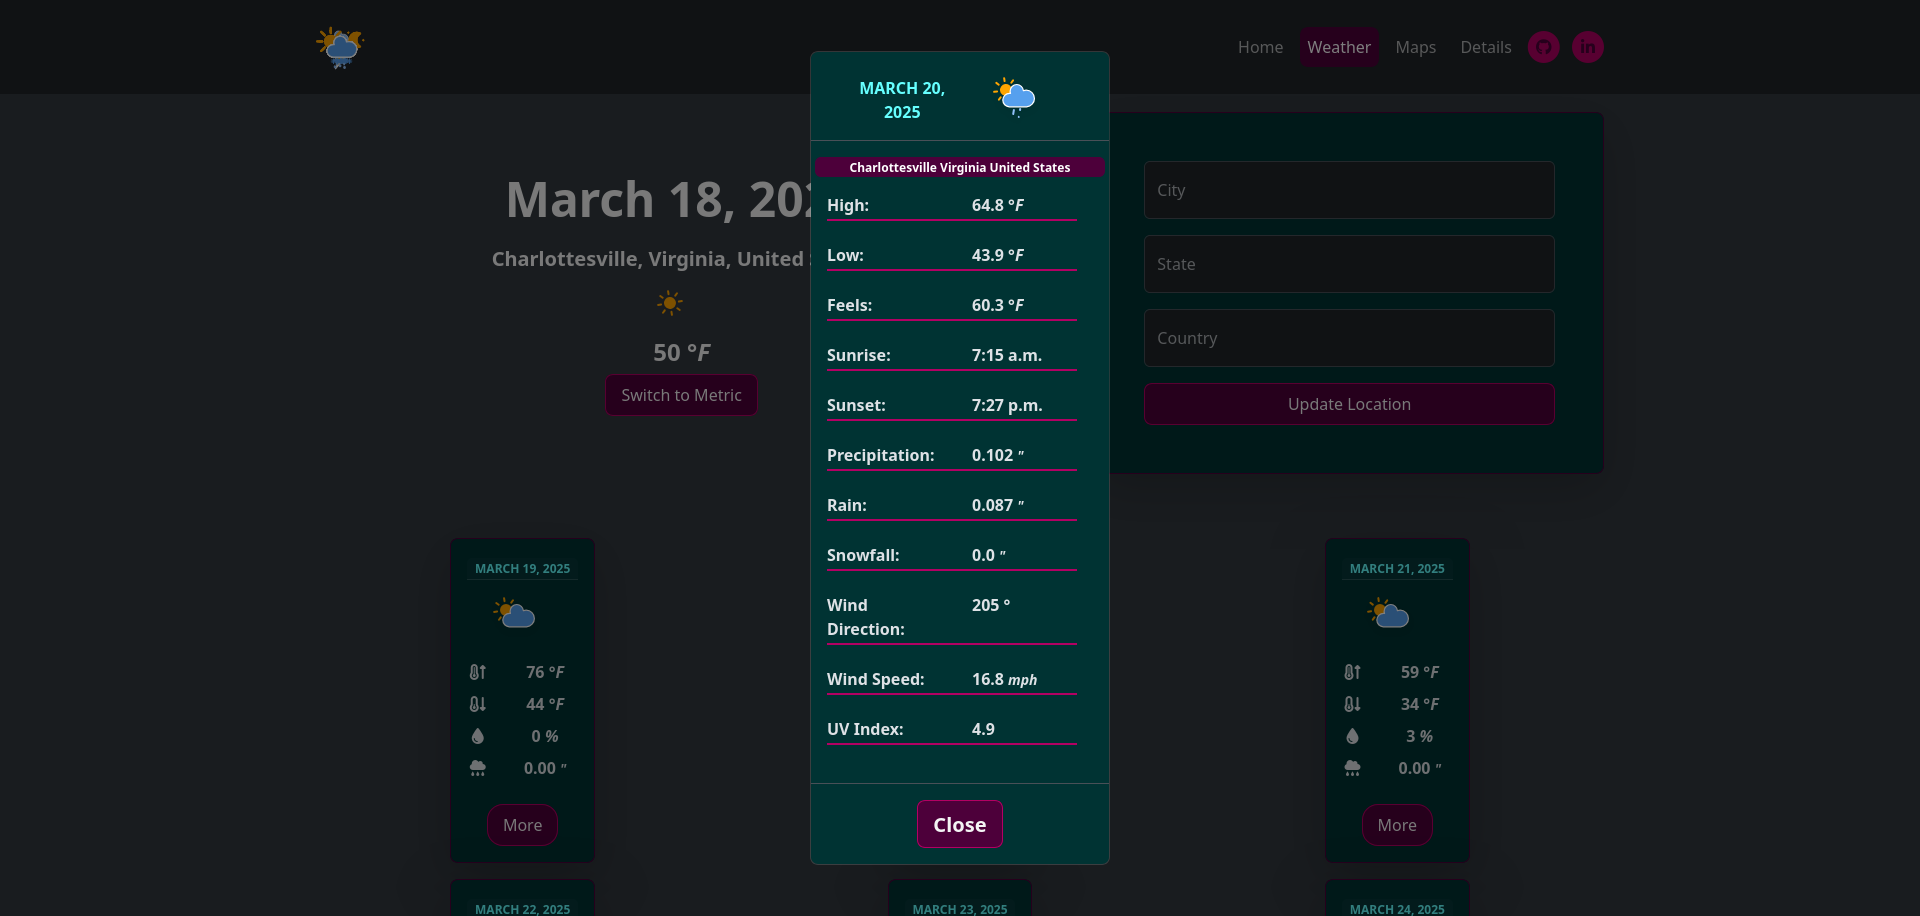 Home Weather Maps Details
March 18, 202
Charlottesville, Virginia, United
50 °F
Switch to Metric
City
State
Country
Update Location
MARCH 20,
2025
Charlottesville Virginia United States
High: 64.8 °F
Low: 43.9 °F
Feels: 60.3 °F
Sunrise: 7:15 a.m.
Sunset: 7:27 p.m.
Precipitation: 0.102 "
Rain: 0.087 "
Snowfall: 0.0 "
Wind 205 °
Direction:
Wind Speed: 16.8 mph
UV Index: 4.9
Close
MARCH 19, 2025
76 °F
44 °F
0 %
0.00 "
More
MARCH 21, 2025
59 °F
34 °F
3 %
0.00 "
More
MARCH 22, 2025
MARCH 23, 2025
MARCH 24, 2025